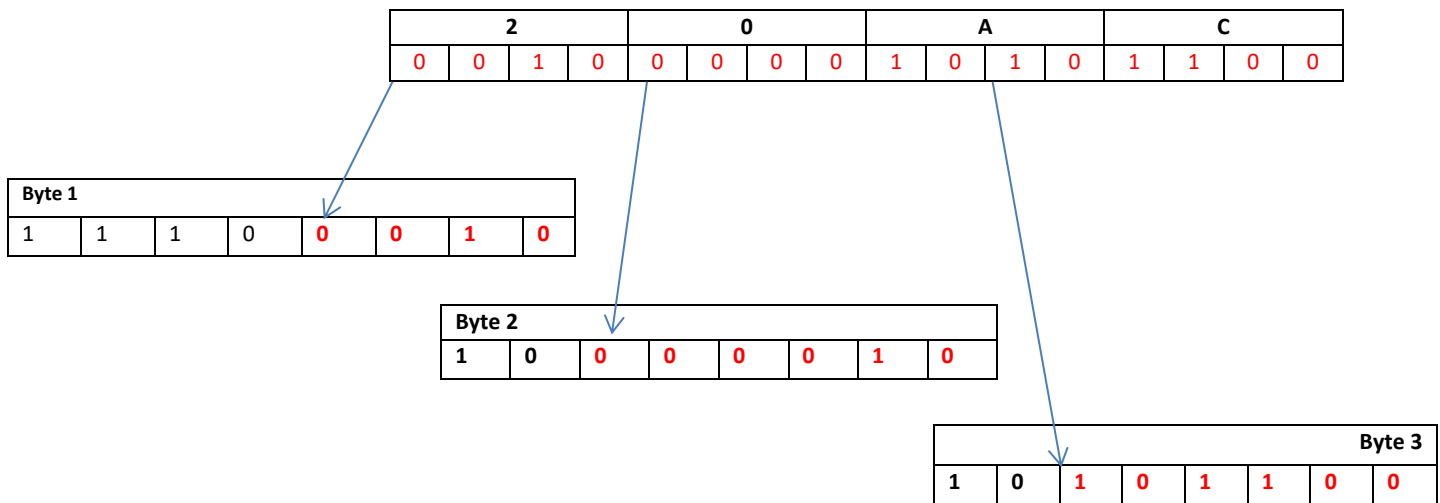 2 0 A C
0 0 1 0 0 0 0 0 1 0 1 0 1 1 0 0
Byte 1
1 1 1 0 0 0 1 0
Byte 2
1 0 0 0 0 0 1 0
Byte 3
1 0 1 0 1 1 0 0